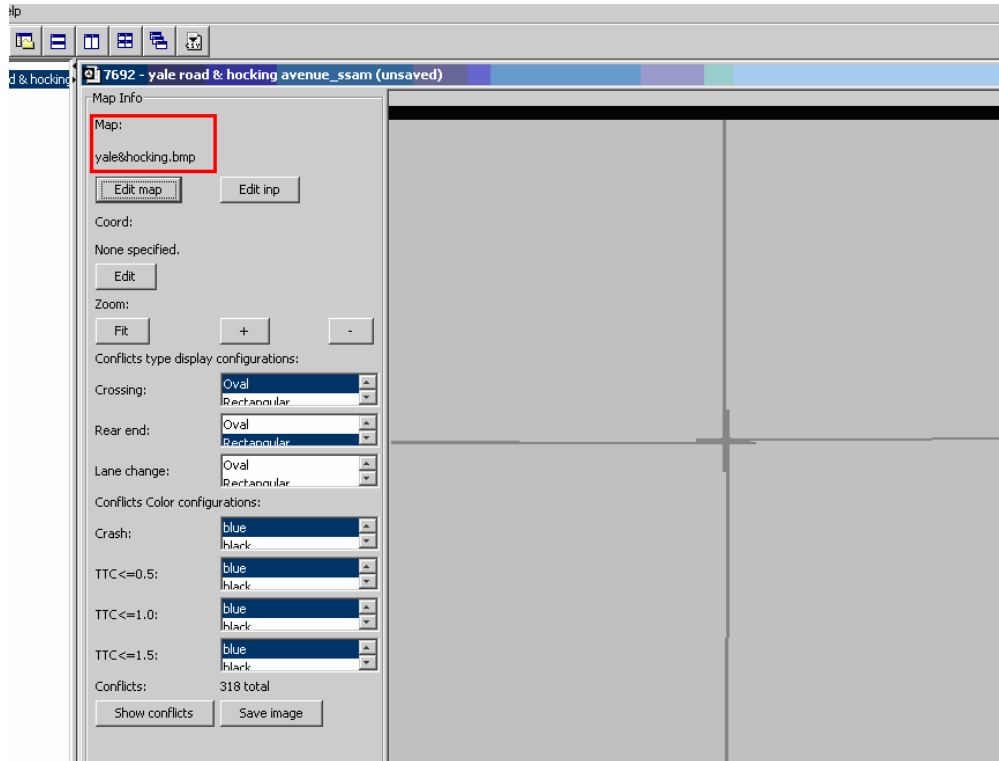 elp
.csv
d & hocking
7692 - yale road & hocking avenue_ssam (unsaved)
Map Info
Map:
yale&hocking.bmp
Edit map Edit inp
Coord:
None specified.
Edit
Zoom:
Fit + -
Conflicts type display configurations:
Crossing: Oval
Rectangular
Rear end: Oval
Rectangular
Lane change: Oval
Rectangular
Conflicts Color configurations:
Crash: blue
black
TTC<=0.5: blue
black
TTC<=1.0: blue
black
TTC<=1.5: blue
black
Conflicts: 318 total
Show conflicts Save image